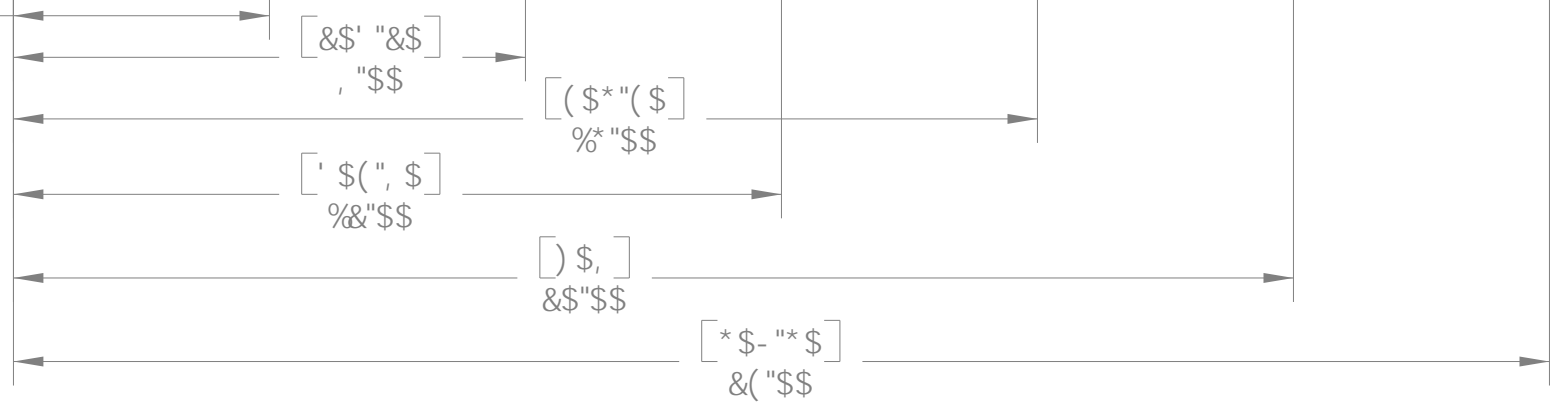 [&$' "&$]
, "$$
[( $*"( $]
%*"$$
[' $(", $]
%&"$$
[) $, ]
&$"$$
[*$-"*$]
&("$$